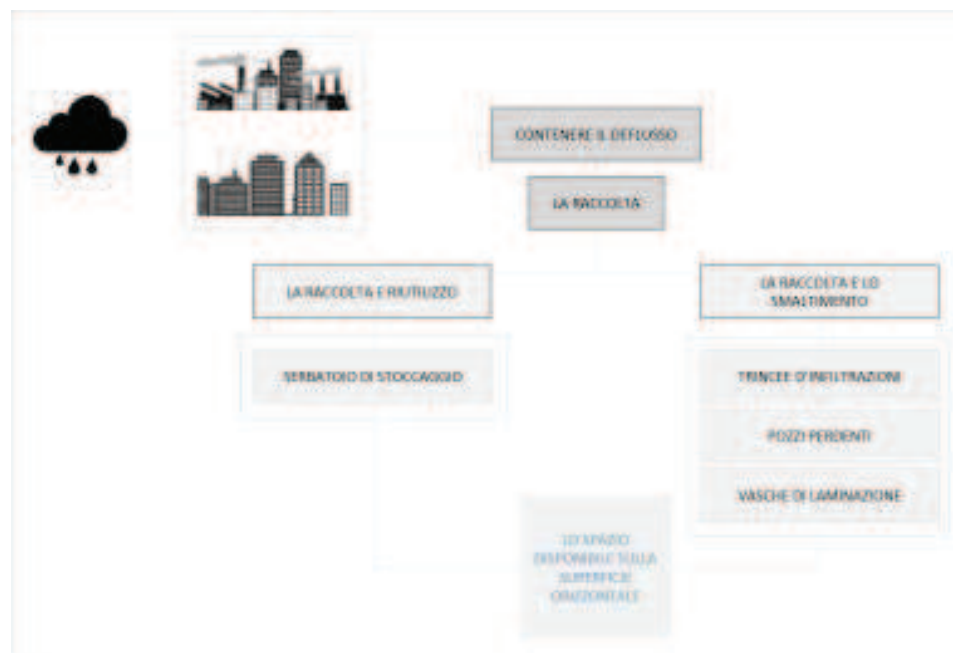 CONTENERE IL DEFLUSSO
LA RACCOLTA
LA RACCOLTA E RIUTILIZZO
LA RACCOLTA E LO
SMALTIMENTO
SERBATOIO DI STOCCAGGIO
TRINCEE D'INFILTRAZIONI
POZZI PERDENTI
VASCHE DI LAMINAZIONE
LO SPAZIO
DISPONIBILE SULLA
SUPERFICIE
ORIZZONTALE